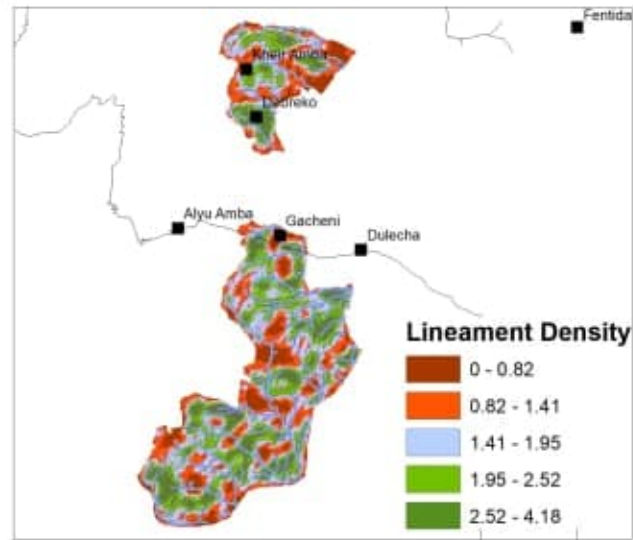 Fentida
Debreko
Alyu Amba
Gacheni
Dulecha
Lineament Density
0 - 0.82
0.82 - 1.41
1.41 - 1.95
1.95 - 2.52
2.52 - 4.18